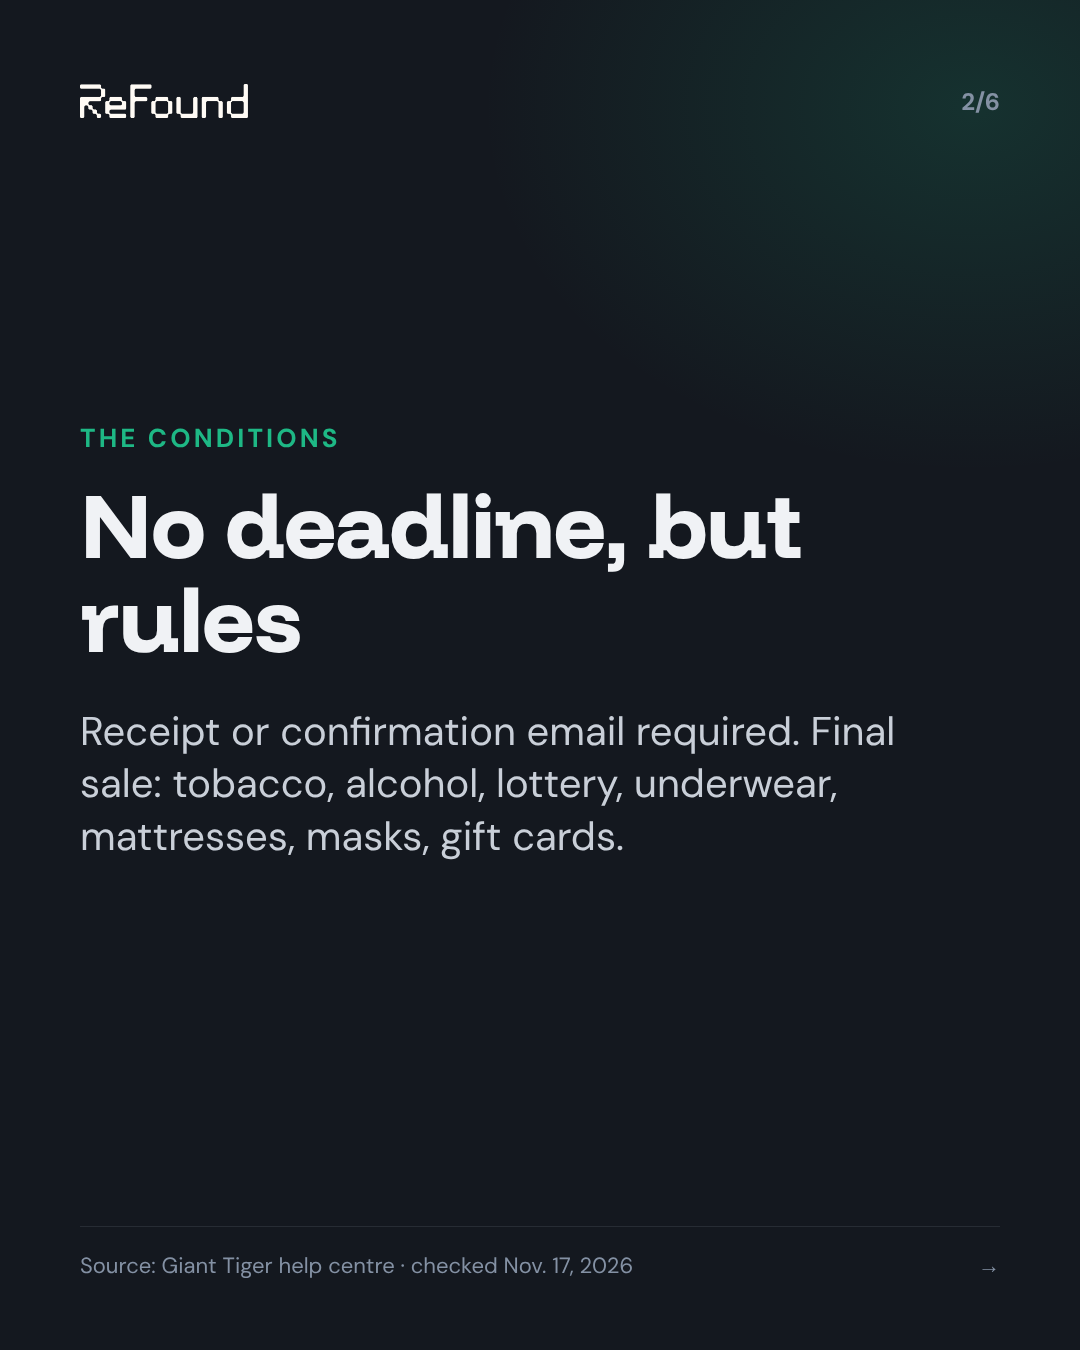 ReFound
2/6
THE CONDITIONS
No deadline, but
rules
Receipt or confirmation email required. Final
sale: tobacco, alcohol, lottery, underwear,
mattresses, masks, gift cards.
Source: Giant Tiger help centre · checked Nov. 17, 2026
→